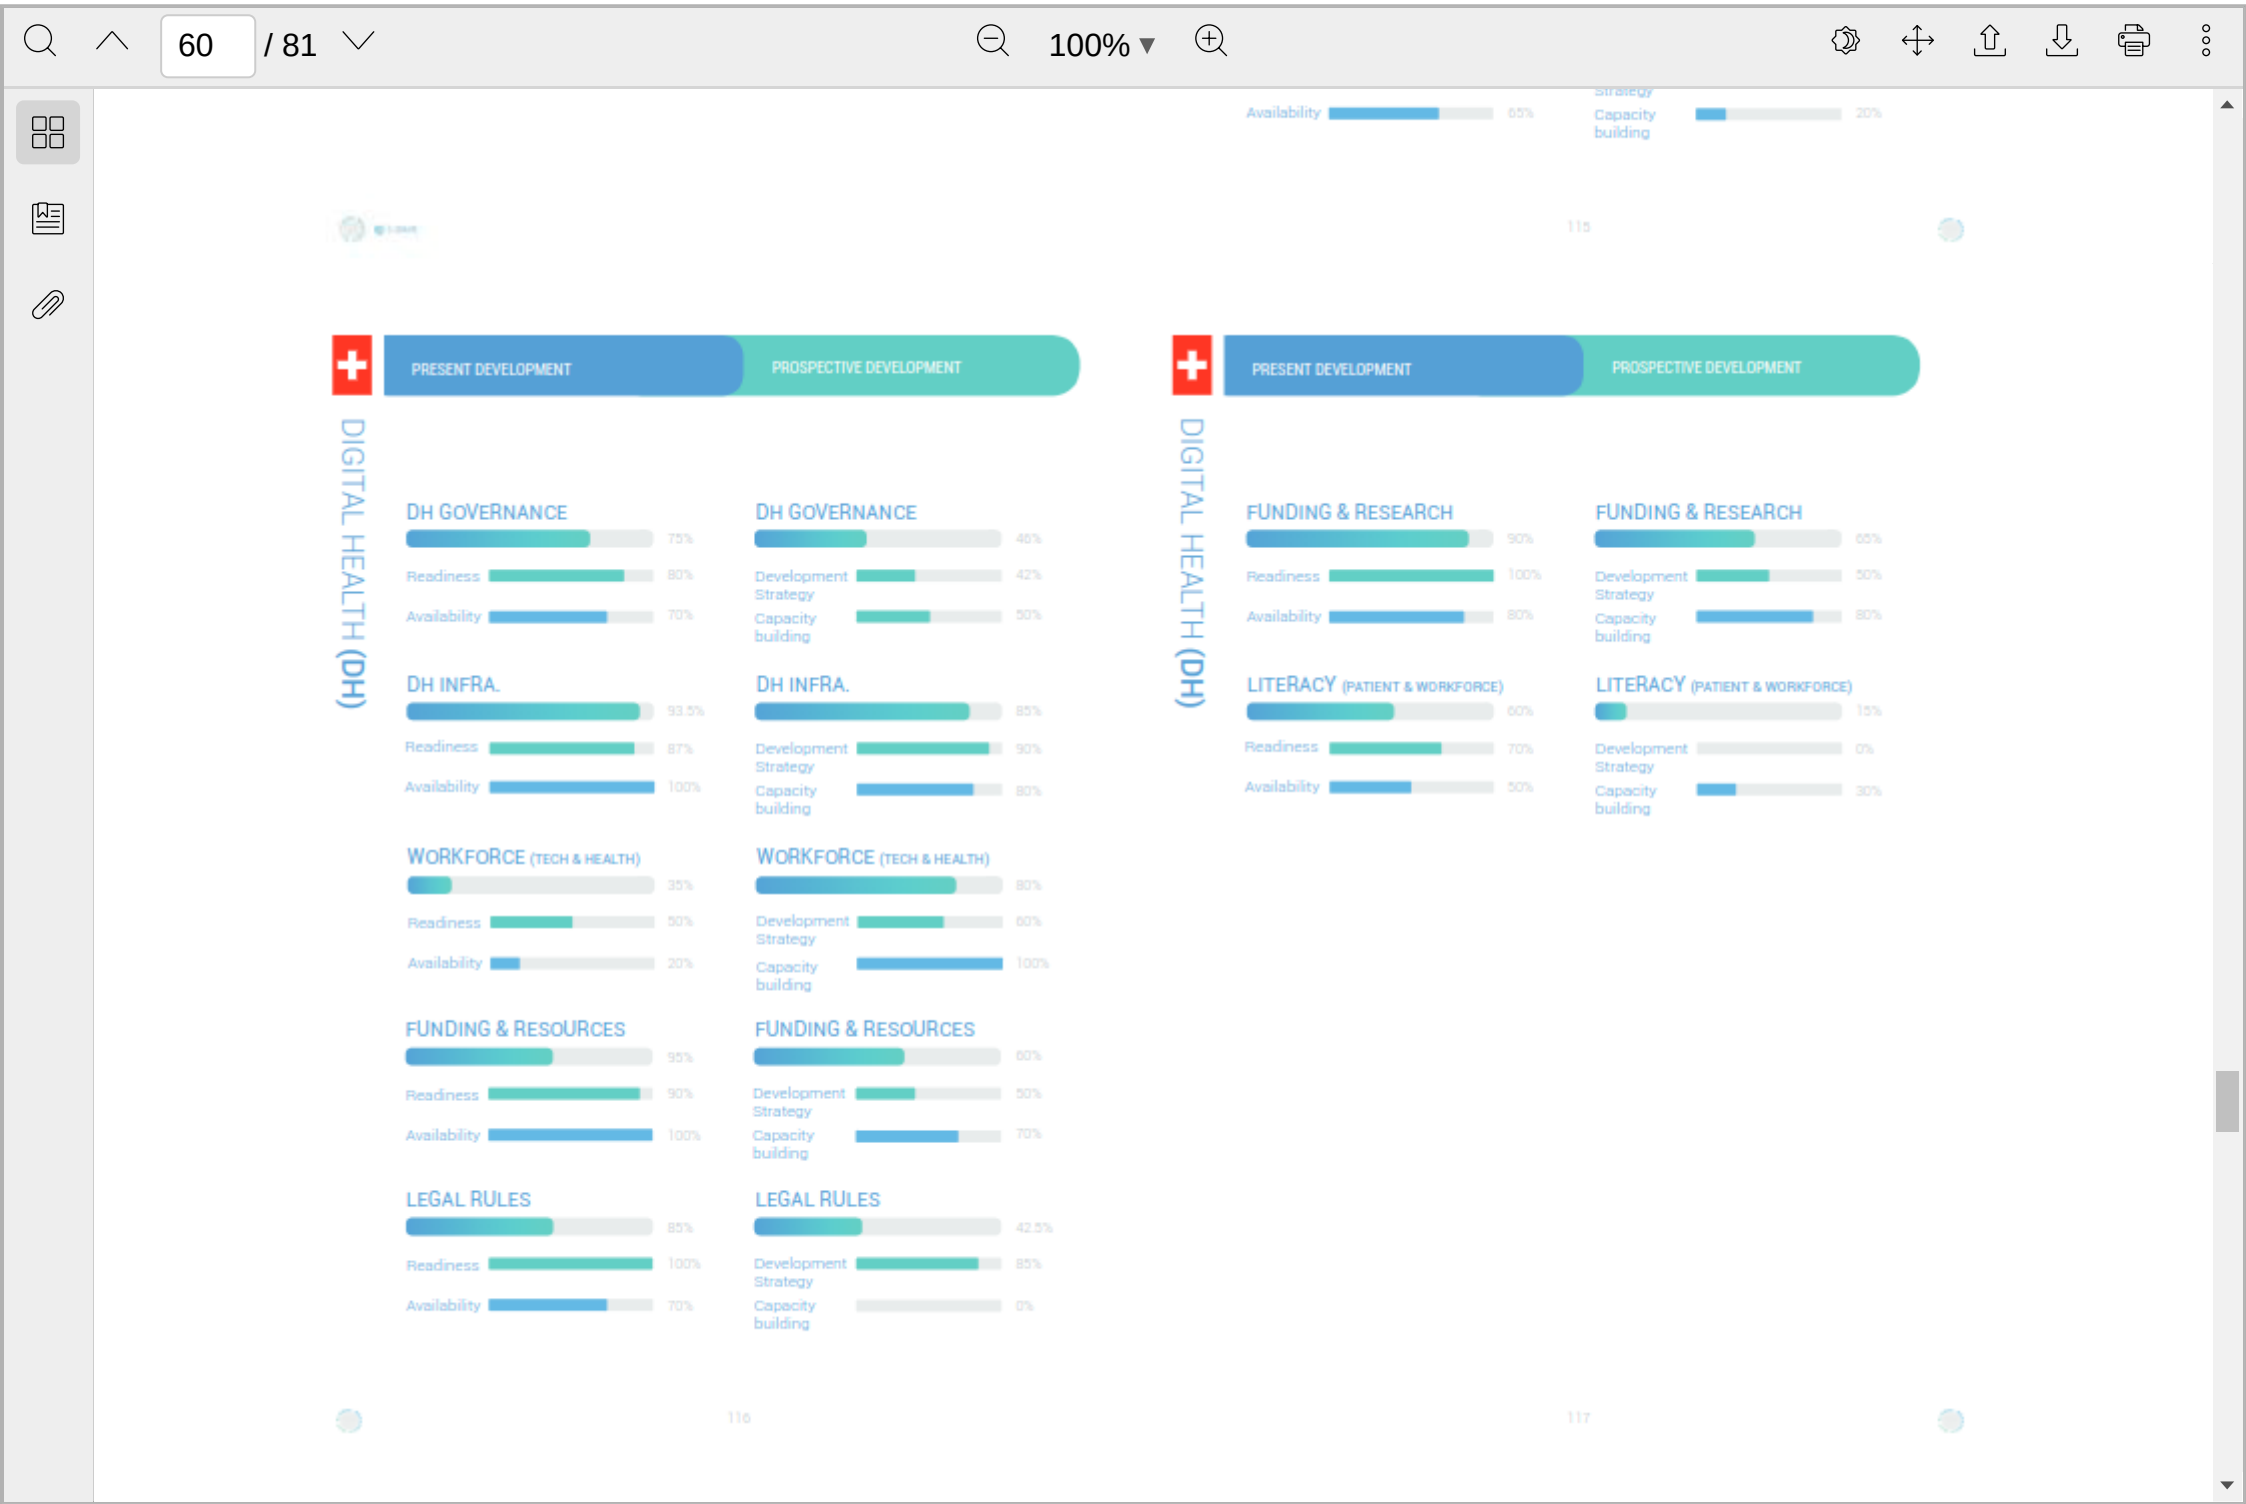 60 / 81 100% ▾
Strategy
Availability 65% Capacity 20%
building
115
PRESENT DEVELOPMENT PROSPECTIVE DEVELOPMENT
DIGITAL HEALTH (DH)
DH GOVERNANCE
75%
Readiness 80%
Availability 70%
DH GOVERNANCE
46%
Development 42%
Strategy
Capacity 50%
building
DH INFRA.
93.5%
Readiness 87%
Availability 100%
DH INFRA.
85%
Development 90%
Strategy
Capacity 80%
building
WORKFORCE (TECH & HEALTH)
35%
Readiness 50%
Availability 20%
WORKFORCE (TECH & HEALTH)
80%
Development 60%
Strategy
Capacity 100%
building
FUNDING & RESOURCES
95%
Readiness 90%
Availability 100%
FUNDING & RESOURCES
60%
Development 50%
Strategy
Capacity 70%
building
LEGAL RULES
85%
Readiness 100%
Availability 70%
LEGAL RULES
42.5%
Development 85%
Strategy
Capacity 0%
building
116
PRESENT DEVELOPMENT PROSPECTIVE DEVELOPMENT
DIGITAL HEALTH (DH)
FUNDING & RESEARCH
90%
Readiness 100%
Availability 80%
FUNDING & RESEARCH
65%
Development 50%
Strategy
Capacity 80%
building
LITERACY (PATIENT & WORKFORCE)
60%
Readiness 70%
Availability 50%
LITERACY (PATIENT & WORKFORCE)
15%
Development 0%
Strategy
Capacity 30%
building
117